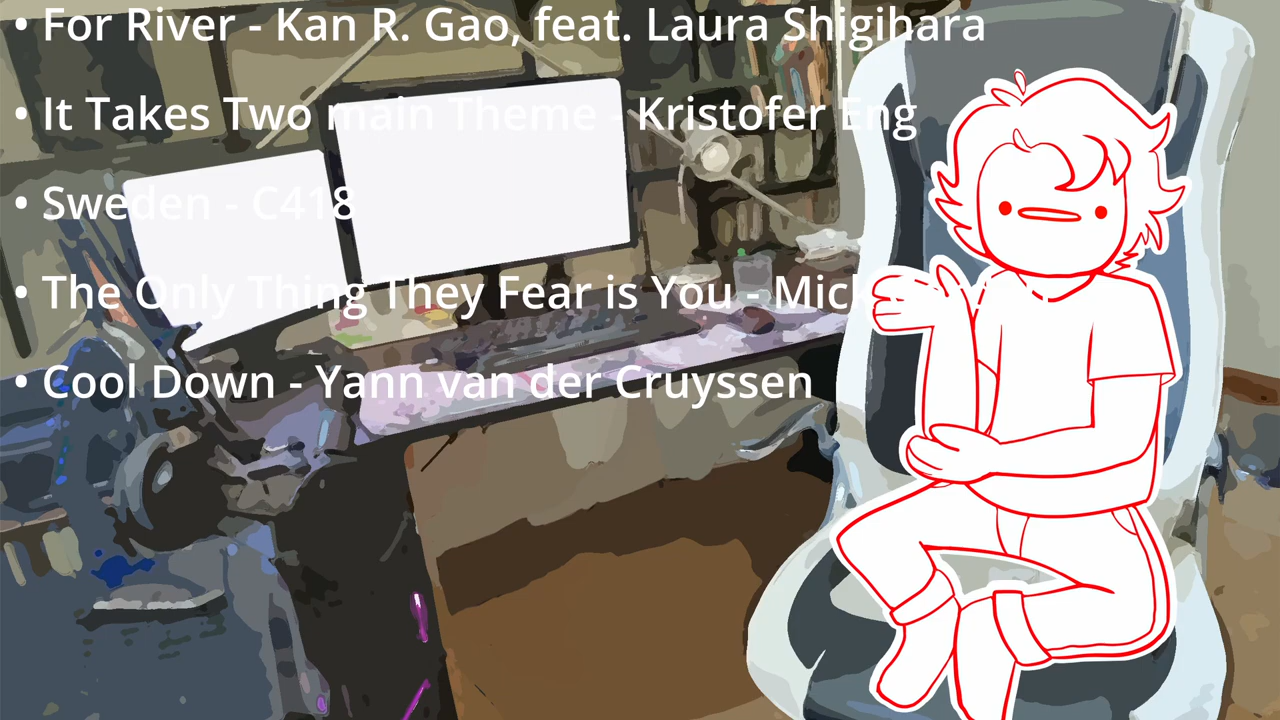 • For River - Kan R. Gao, feat. Laura Shigihara
• It Takes Two main Theme - Kristofer Eng
• Sweden - C418
• The Only Thing They Fear is You - Mick
• Cool Down - Yann van der Cruyssen